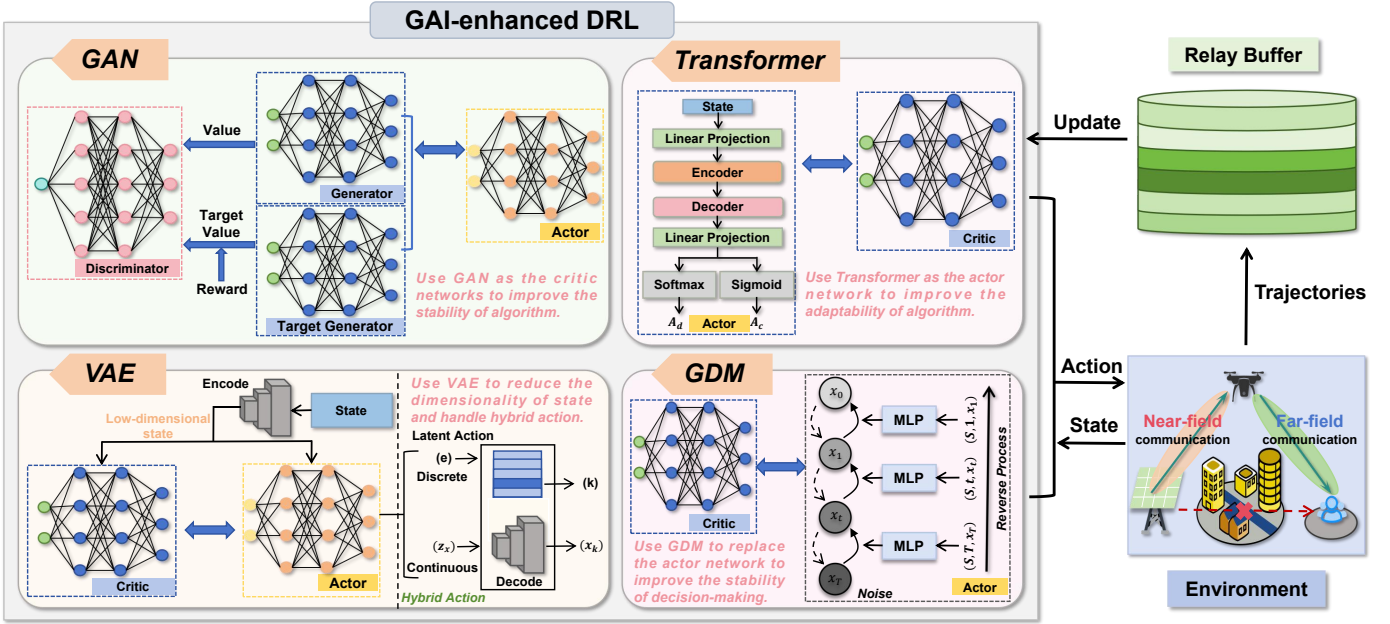 GAI-enhanced DRL
GAN
Value
Target
Value
Reward
Discriminator
Generator
Target Generator
Actor
Use GAN as the critic
networks to improve the
stability of algorithm.
Transformer
State
Linear Projection
Encoder
Decoder
Linear Projection
Softmax
Sigmoid
A_d
Actor
A_c
Critic
Use Transformer as the actor
network to improve the
adaptability of algorithm.
VAE
Encode
State
Low-dimensional
state
Critic
Actor
Use VAE to reduce the
dimensionality of state
and handle hybrid action.
Latent Action
(e)
Discrete
(k)
(z_x)
Continuous
(x_k)
Decode
Hybrid Action
GDM
Critic
Use GDM to replace
the actor network to
improve the stability
of decision-making.
x_0
x_1
x_t
x_T
Noise
MLP
MLP
MLP
(S, 1, x_1)
(S, t, x_t)
(S, T, x_T)
Reverse Process
Actor
Relay Buffer
Update
Trajectories
Action
State
Near-field
communication
Far-field
communication
Environment